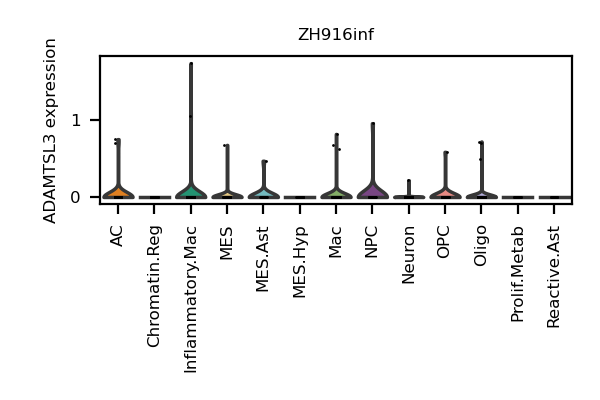 ZH916inf
ADAMTSL3 expression
1
0
AC
Chromatin.Reg
Inflammatory.Mac
MES
MES.Ast
MES.Hyp
Mac
NPC
Neuron
OPC
Oligo
Prolif.Metab
Reactive.Ast